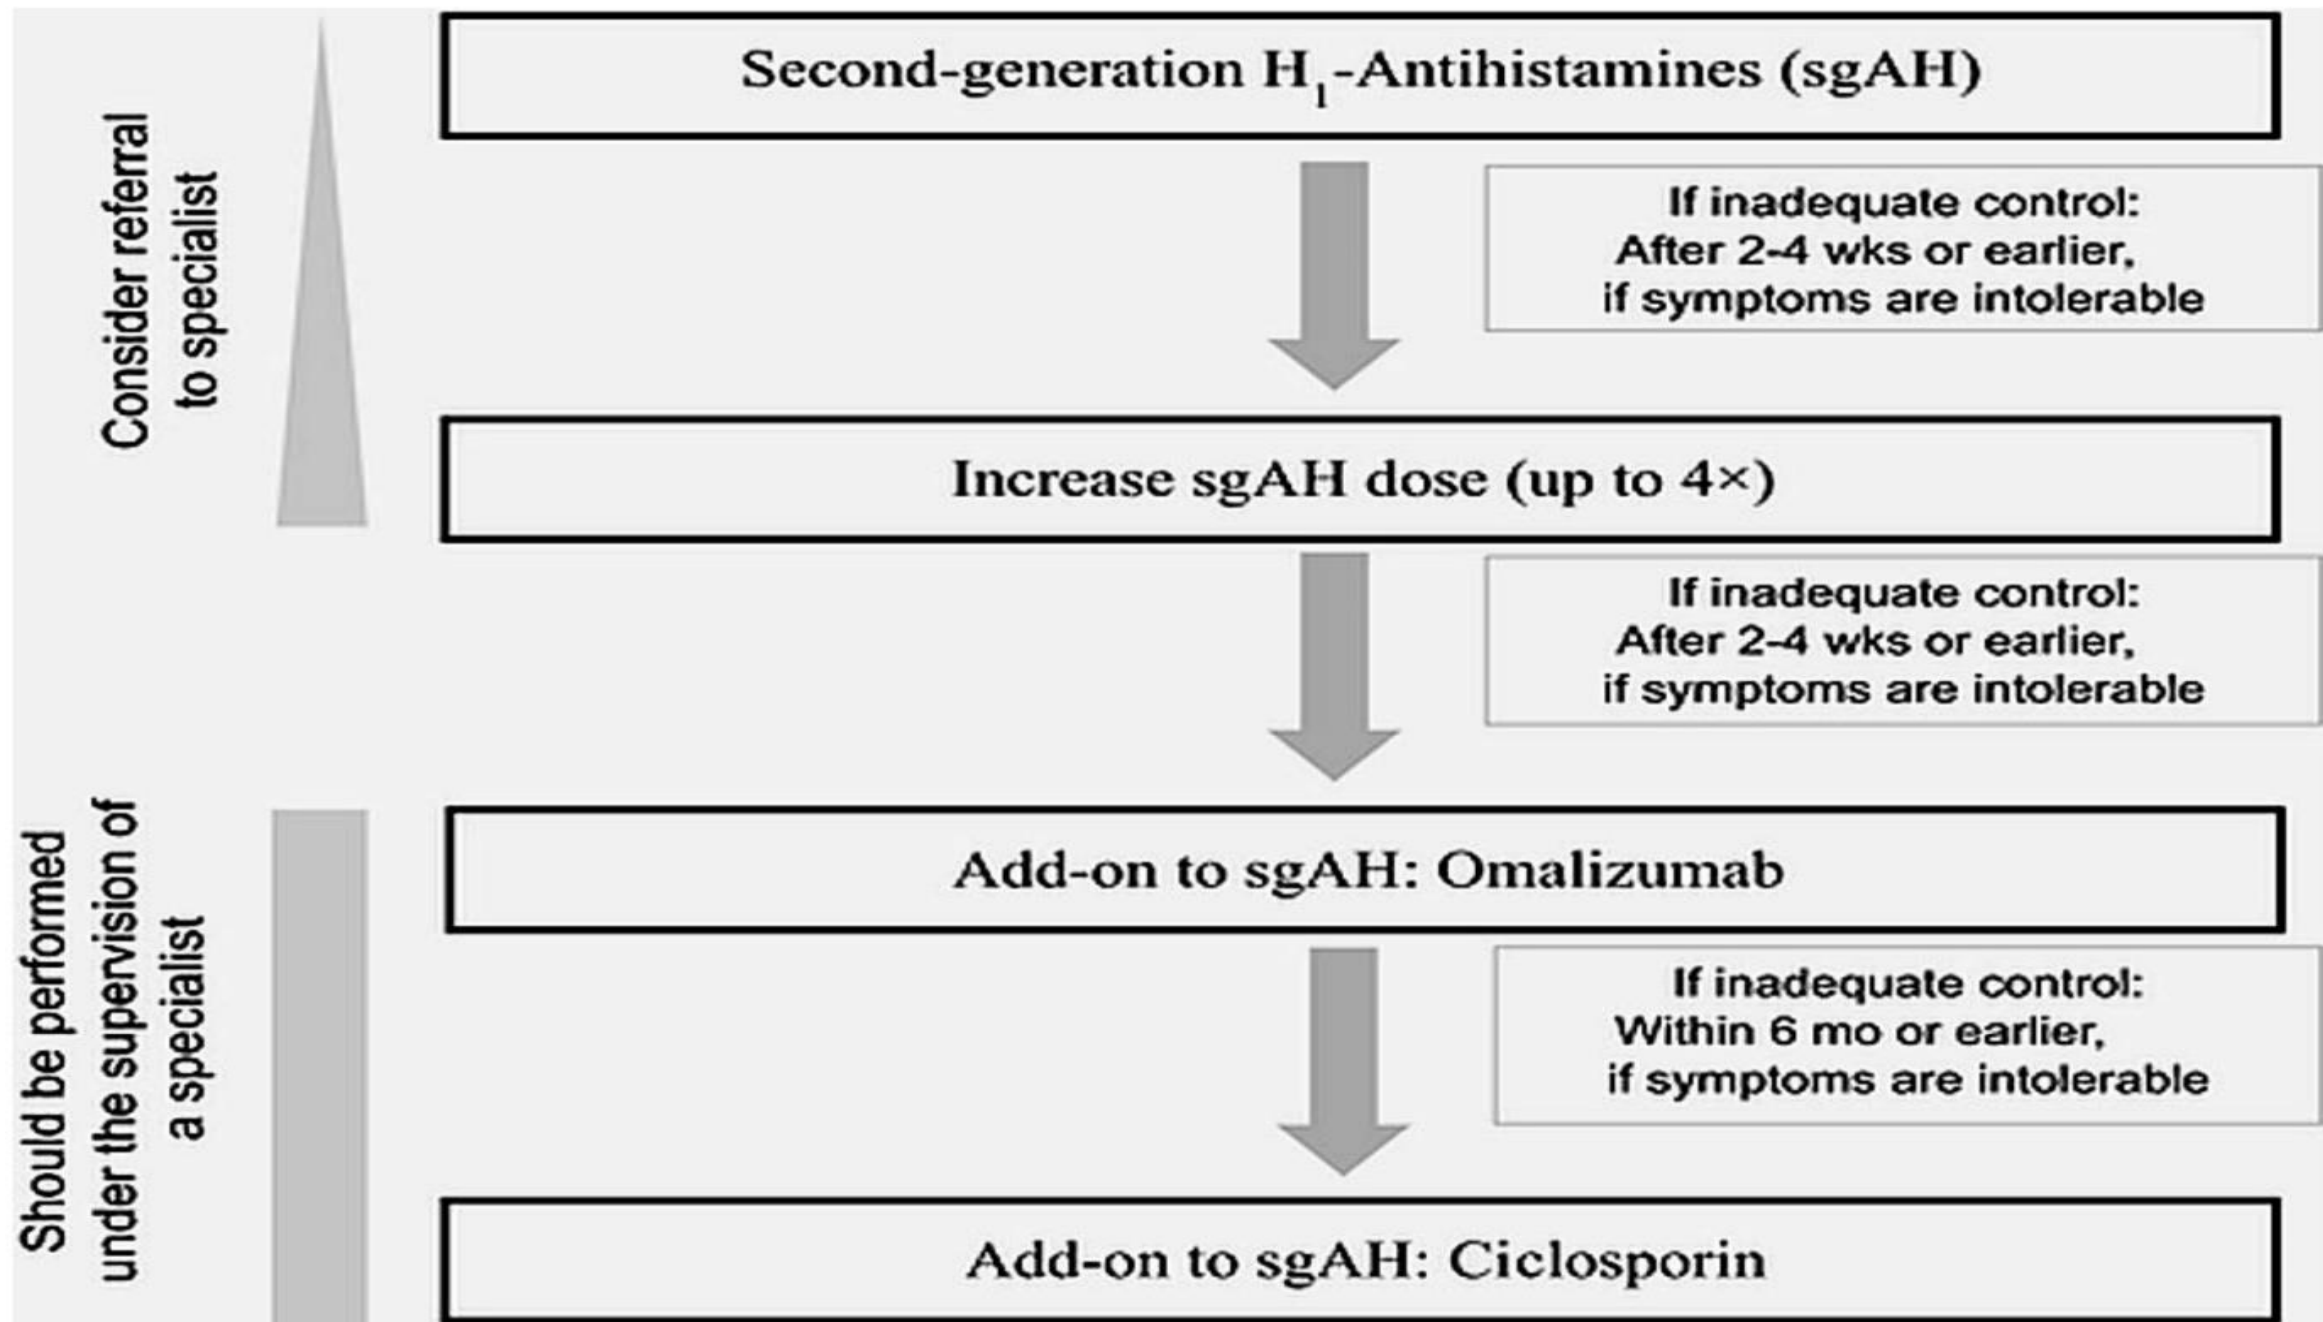 Second-generation H₁-Antihistamines (sgAH)
Consider referral
to specialist
If inadequate control:
After 2-4 wks or earlier,
if symptoms are intolerable
Increase sgAH dose (up to 4×)
If inadequate control:
After 2-4 wks or earlier,
if symptoms are intolerable
Should be performed
under the supervision of
a specialist
Add-on to sgAH: Omalizumab
If inadequate control:
Within 6 mo or earlier,
if symptoms are intolerable
Add-on to sgAH: Ciclosporin